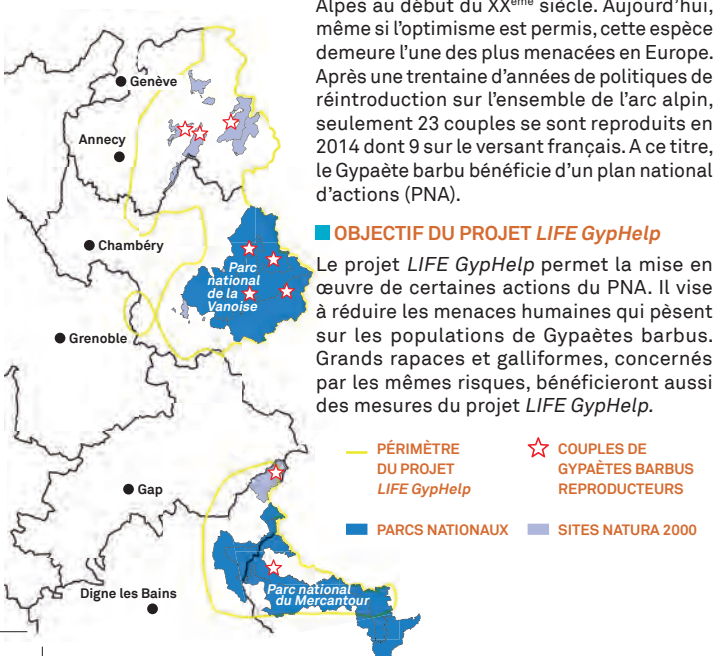 Alpes au début du XXème siècle. Aujourd'hui,
même si l'optimisme est permis, cette espèce
demeure l'une des plus menacées en Europe.
Après une trentaine d'années de politiques de
réintroduction sur l'ensemble de l'arc alpin,
seulement 23 couples se sont reproduits en
2014 dont 9 sur le versant français. A ce titre,
le Gypaète barbu bénéficie d'un plan national
d'actions (PNA).
OBJECTIF DU PROJET LIFE GypHelp
Le projet LIFE GypHelp permet la mise en
œuvre de certaines actions du PNA. Il vise
à réduire les menaces humaines qui pèsent
sur les populations de Gypaètes barbus.
Grands rapaces et galliformes, concernés
par les mêmes risques, bénéficieront aussi
des mesures du projet LIFE GypHelp.
PÉRIMÈTRE
DU PROJET
LIFE GypHelp
COUPLES DE
GYPAÈTES BARBUS
REPRODUCTEURS
PARCS NATIONAUX
SITES NATURA 2000
Genève
Annecy
Chambéry
Parc
national
de la
Vanoise
Grenoble
Gap
Digne les Bains
Parc national
du Mercantour